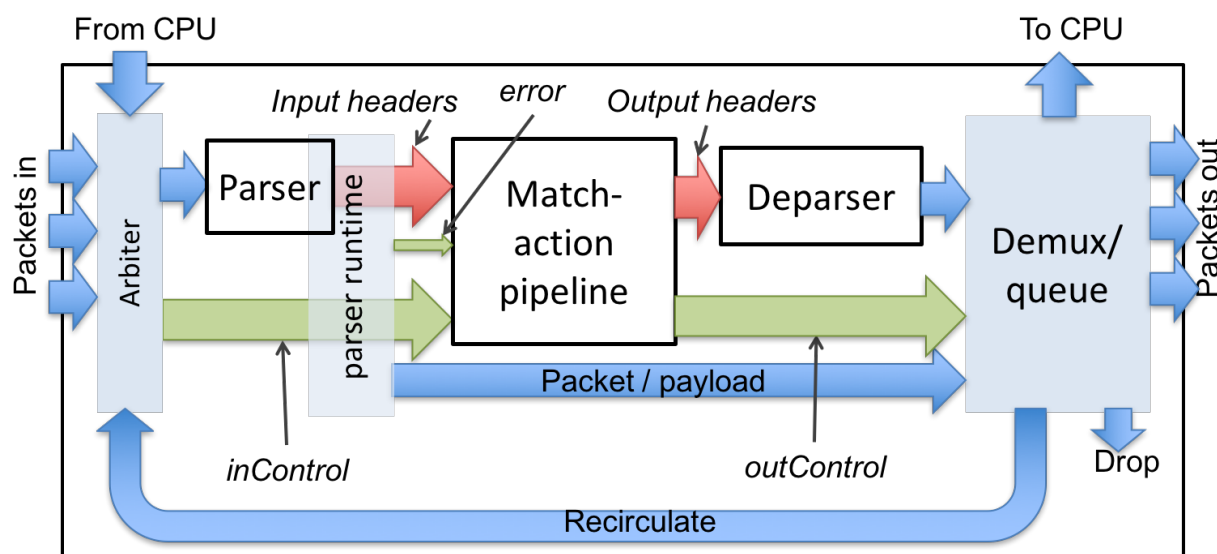 From CPU
To CPU
Input headers
error
Output headers
Packets in
Arbiter
Parser
parser runtime
Match-
action
pipeline
Deparser
Demux/
queue
Packets out
Packet / payload
inControl
outControl
Drop
Recirculate